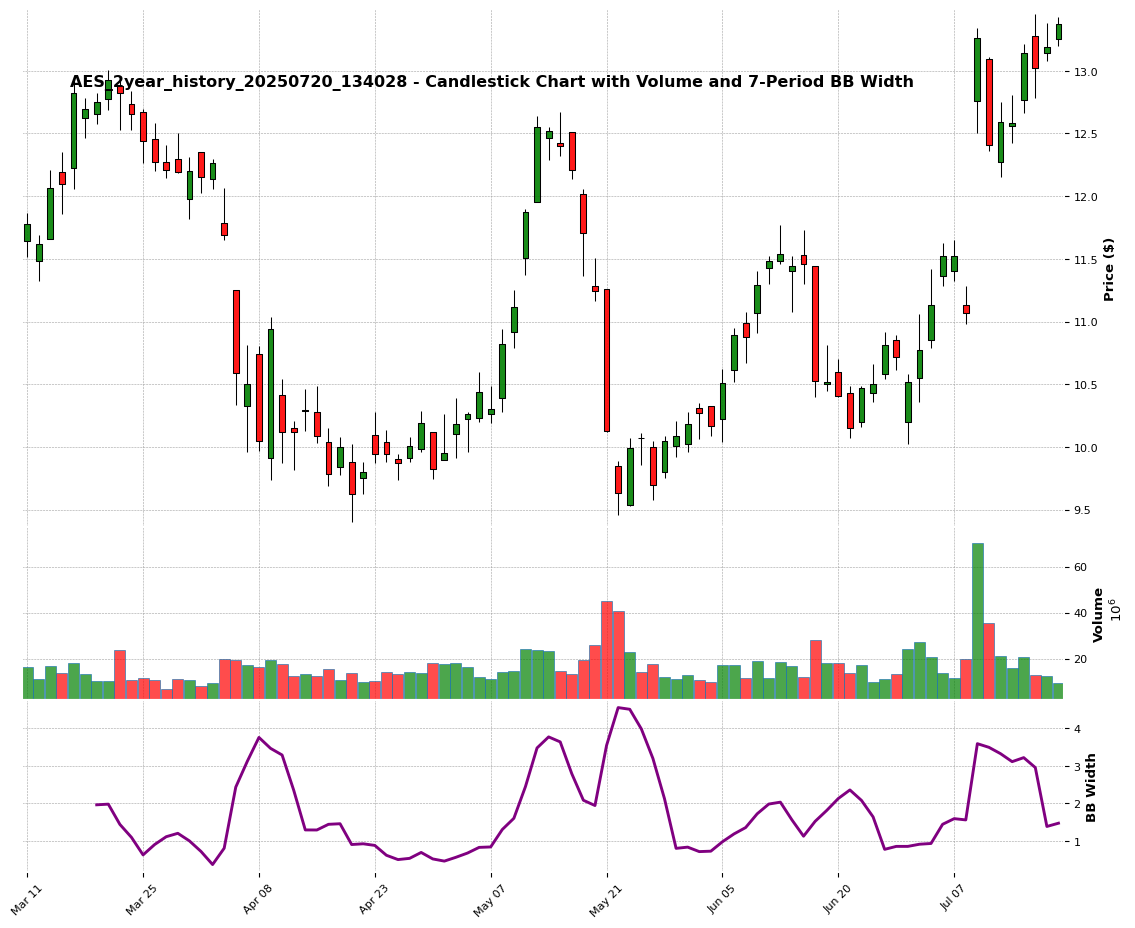 AES_2year_history_20250720_134028 - Candlestick Chart with Volume and 7-Period BB Width
13.0
12.5
12.0
11.5
11.0
10.5
10.0
9.5
Price ($)
60
40
20
Volume
10^6
4
3
2
1
BB Width
Mar 11
Mar 25
Apr 08
Apr 23
May 07
May 21
Jun 05
Jun 20
Jul 07